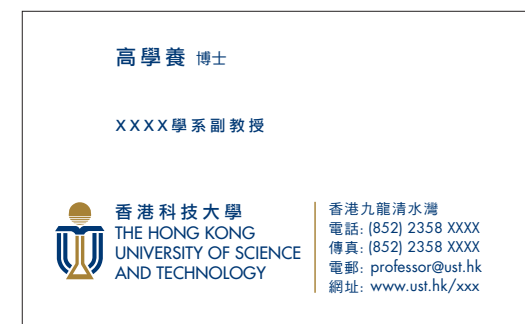 高學養 博士
XXXX學系副教授
香港科技大學
THE HONG KONG
UNIVERSITY OF SCIENCE
AND TECHNOLOGY
香港九龍清水灣
電話: (852) 2358 XXXX
傳真: (852) 2358 XXXX
電郵: professor@ust.hk
網址: www.ust.hk/xxx